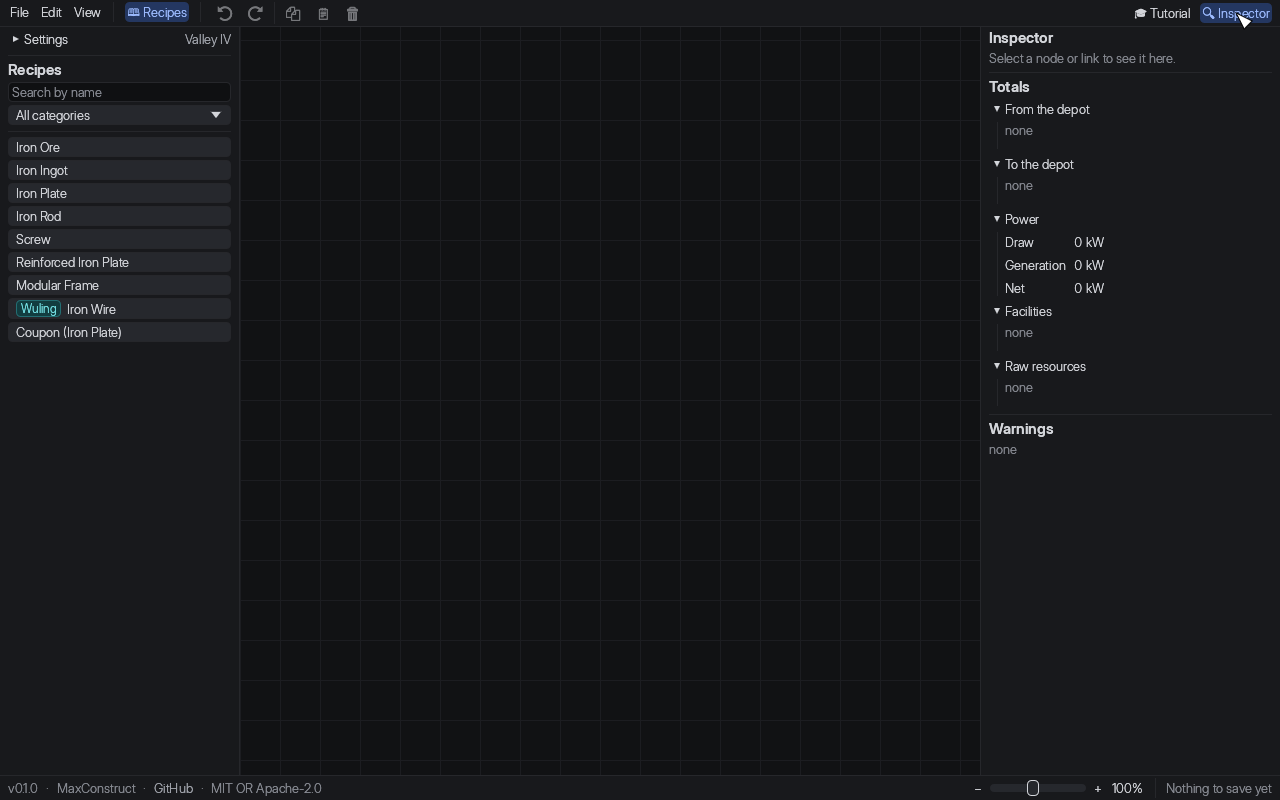 File Edit View Recipes Tutorial Inspector
Settings Valley IV
Recipes
Search by name
All categories
Iron Ore
Iron Ingot
Iron Plate
Iron Rod
Screw
Reinforced Iron Plate
Modular Frame
Wuling Iron Wire
Coupon (Iron Plate)
Inspector
Select a node or link to see it here.
Totals
From the depot
none
To the depot
none
Power
Draw 0 kW
Generation 0 kW
Net 0 kW
Facilities
none
Raw resources
none
Warnings
none
v0.1.0 · MaxConstruct · GitHub · MIT OR Apache-2.0 − + 100% Nothing to save yet